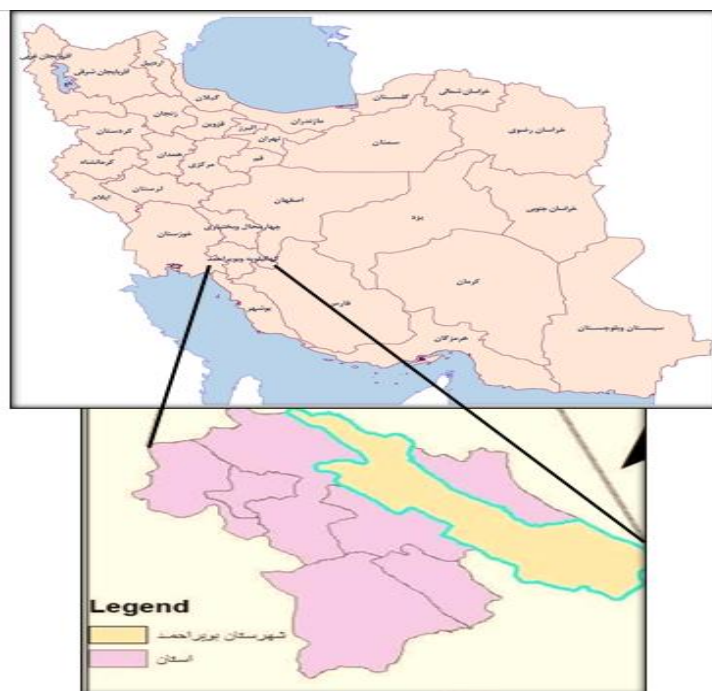 آذربایجان غربی
آذربایجان شرقی
اردبیل
گیلان
زنجان
کردستان
قزوین
البرز
مازندران
تهران
گلستان
خراسان شمالی
خراسان رضوی
سمنان
همدان
مرکزی
قم
کرمانشاه
لرستان
ایلام
اصفهان
خراسان جنوبی
یزد
خوزستان
چهارمحال وبختیاری
کهگیلویه وبویراحمد
کرمان
فارس
بوشهر
هرمزگان
سیستان وبلوچستان
Legend
شهرستان بویراحمد
استان